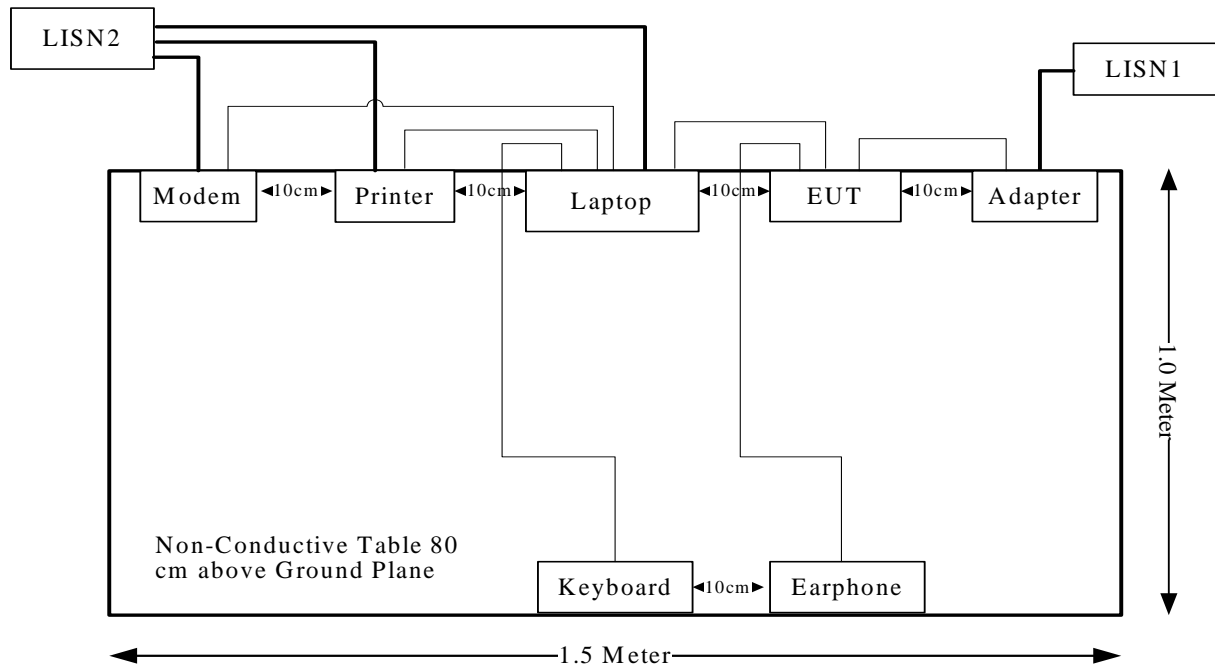 LISN2
LISN1
Modem
10cm
Printer
10cm
Laptop
10cm
EUT
10cm
Adapter
1.0 Meter
Non-Conductive Table 80
cm above Ground Plane
Keyboard
10cm
Earphone
1.5 Meter